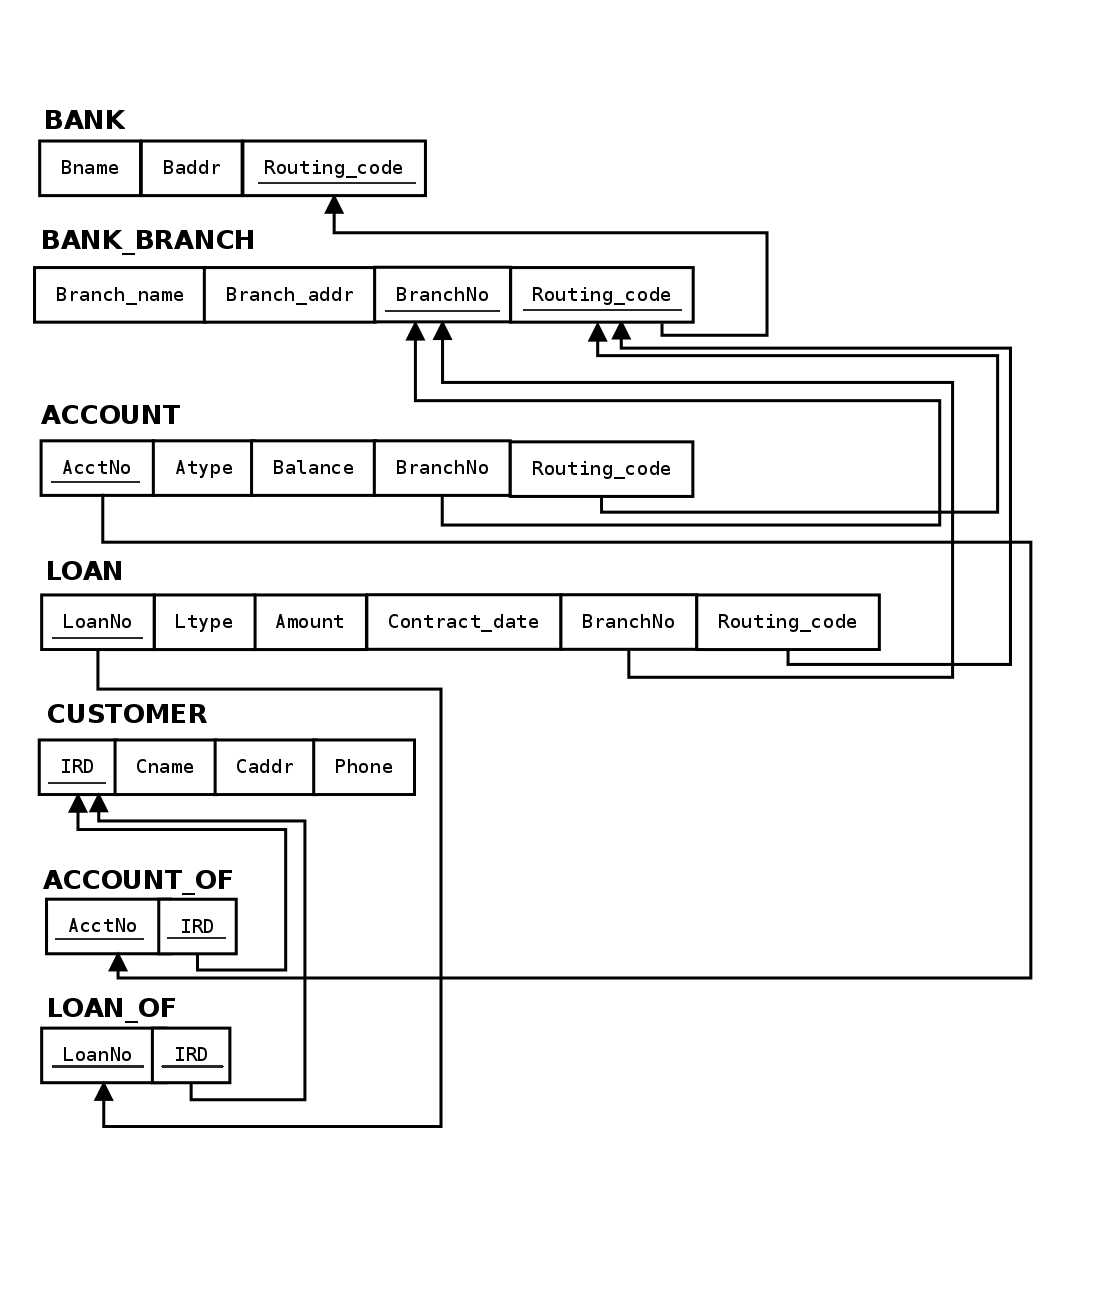 BANK
Bname Baddr Routing_code
BANK_BRANCH
Branch_name Branch_addr BranchNo Routing_code
ACCOUNT
AcctNo Atype Balance BranchNo Routing_code
LOAN
LoanNo Ltype Amount Contract_date BranchNo Routing_code
CUSTOMER
IRD Cname Caddr Phone
ACCOUNT_OF
AcctNo IRD
LOAN_OF
LoanNo IRD